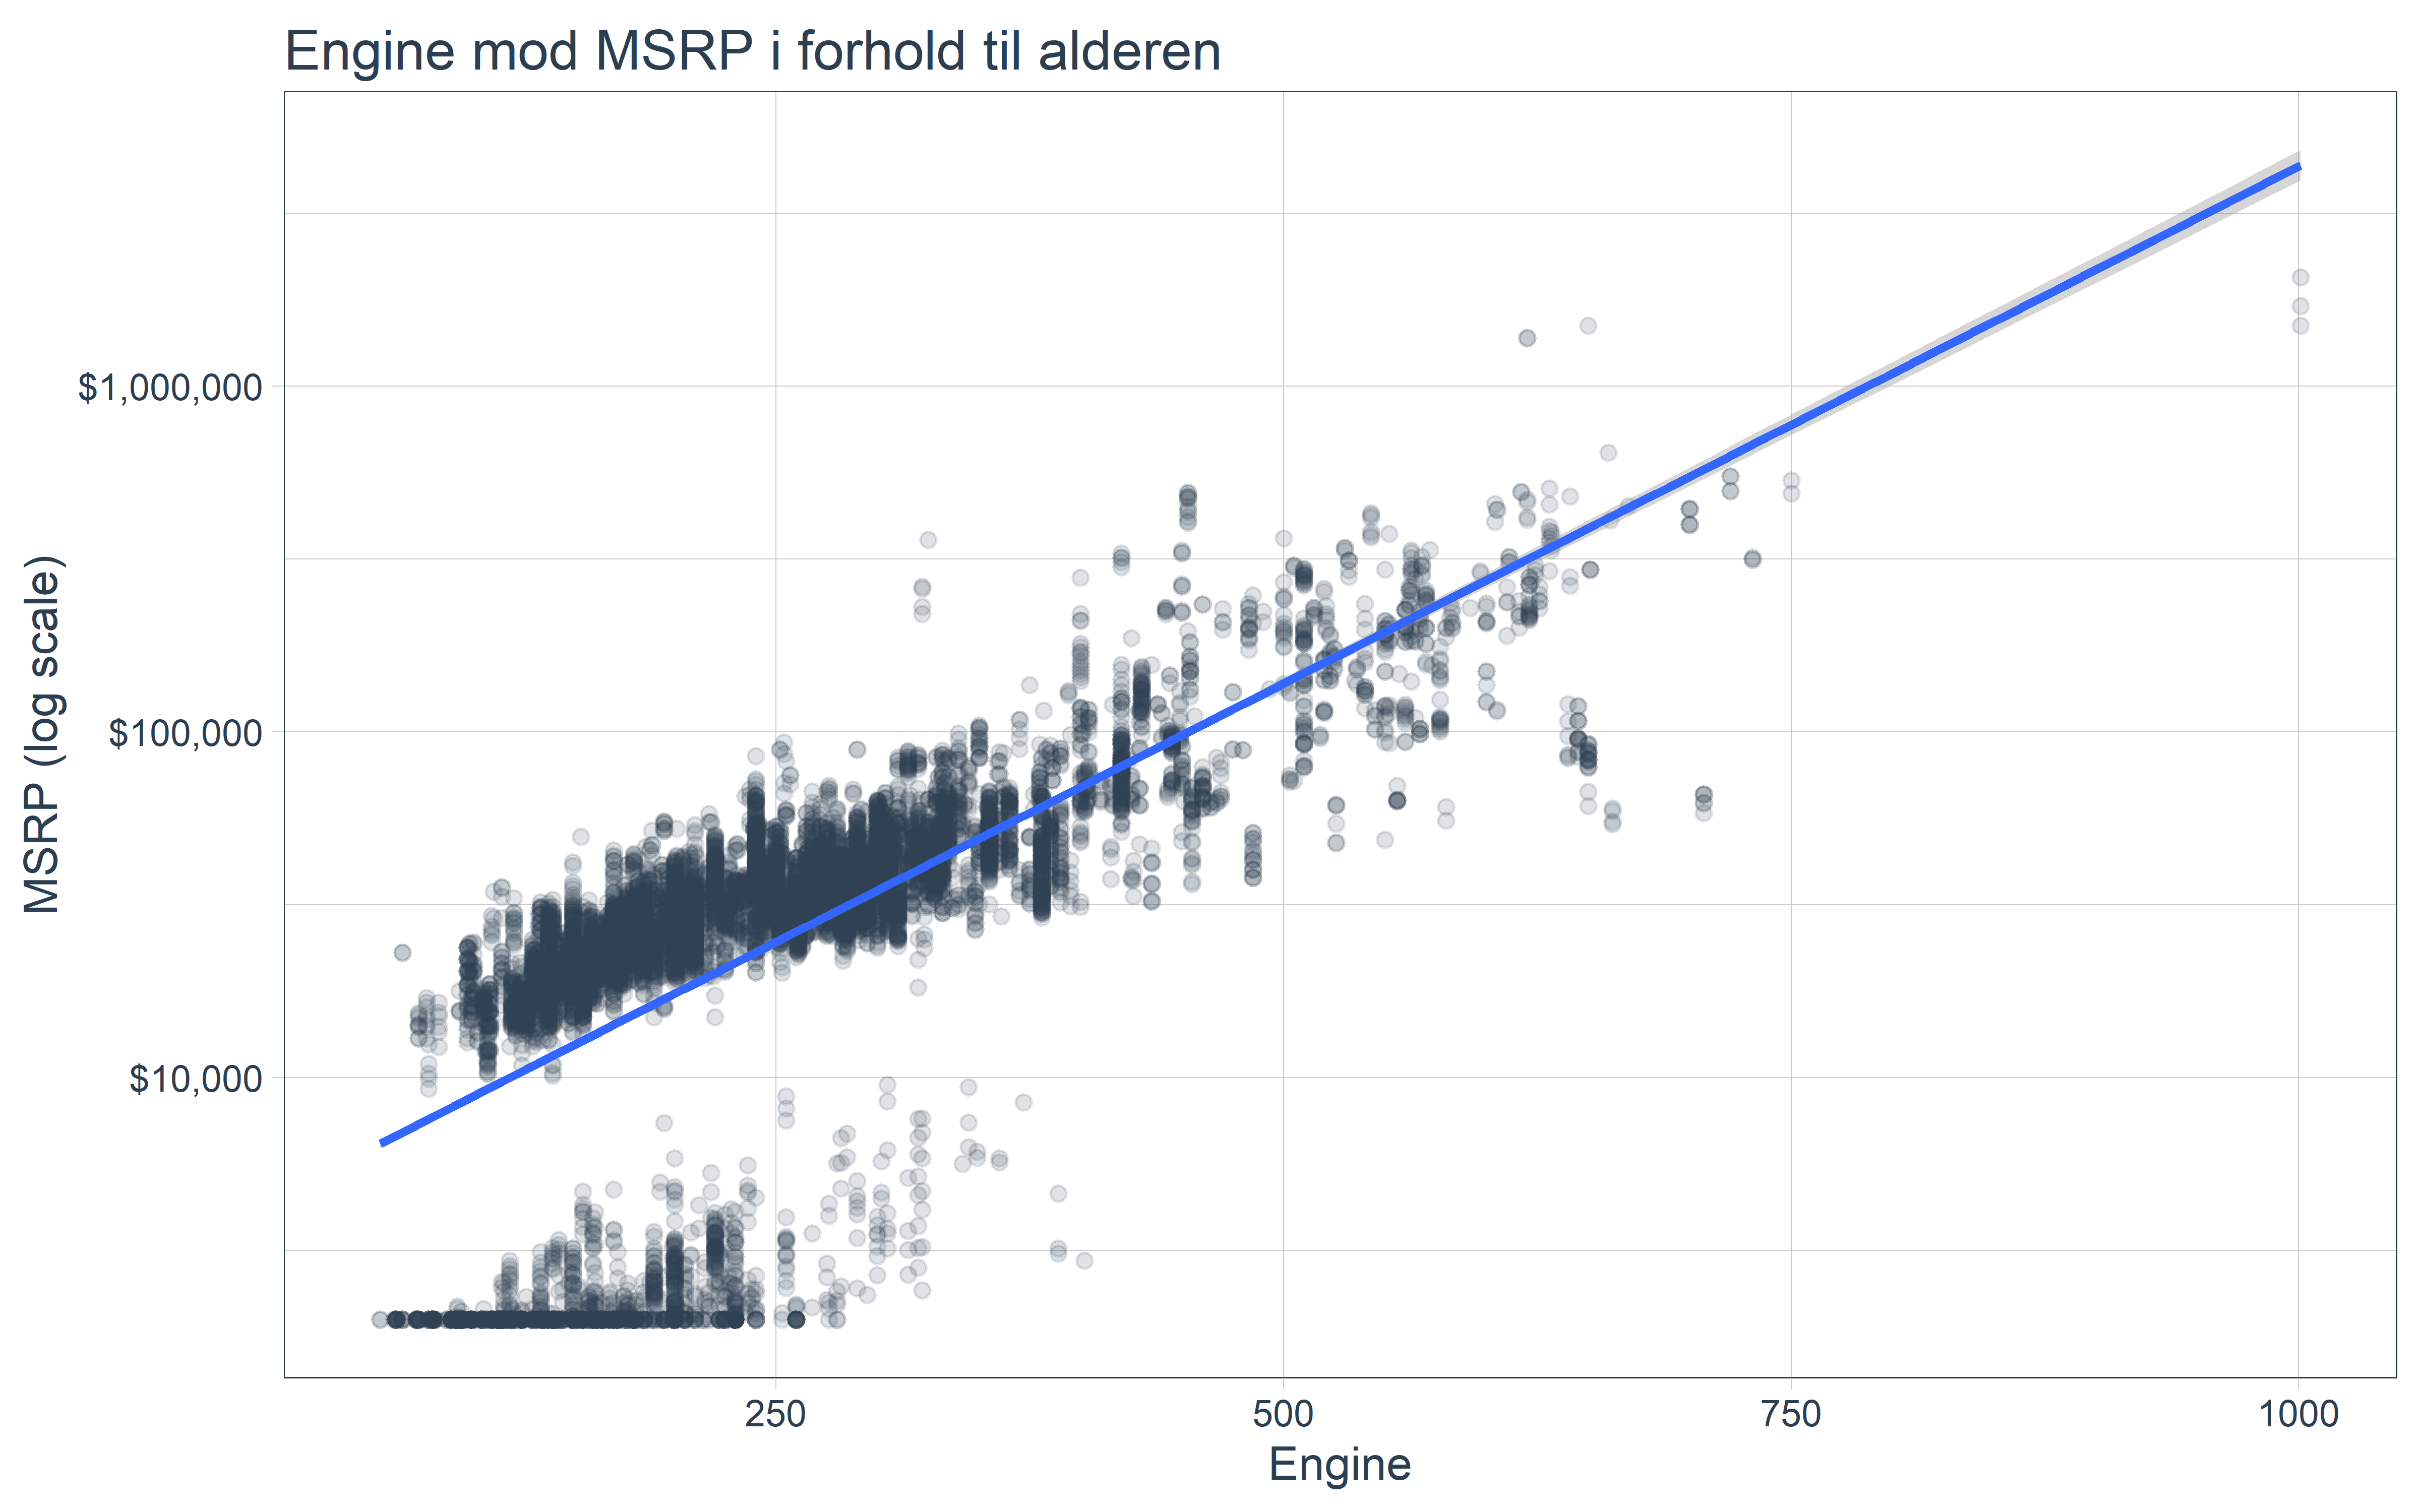 Engine mod MSRP i forhold til alderen
MSRP (log scale)
$1,000,000
$100,000
$10,000
250
500
750
1000
Engine